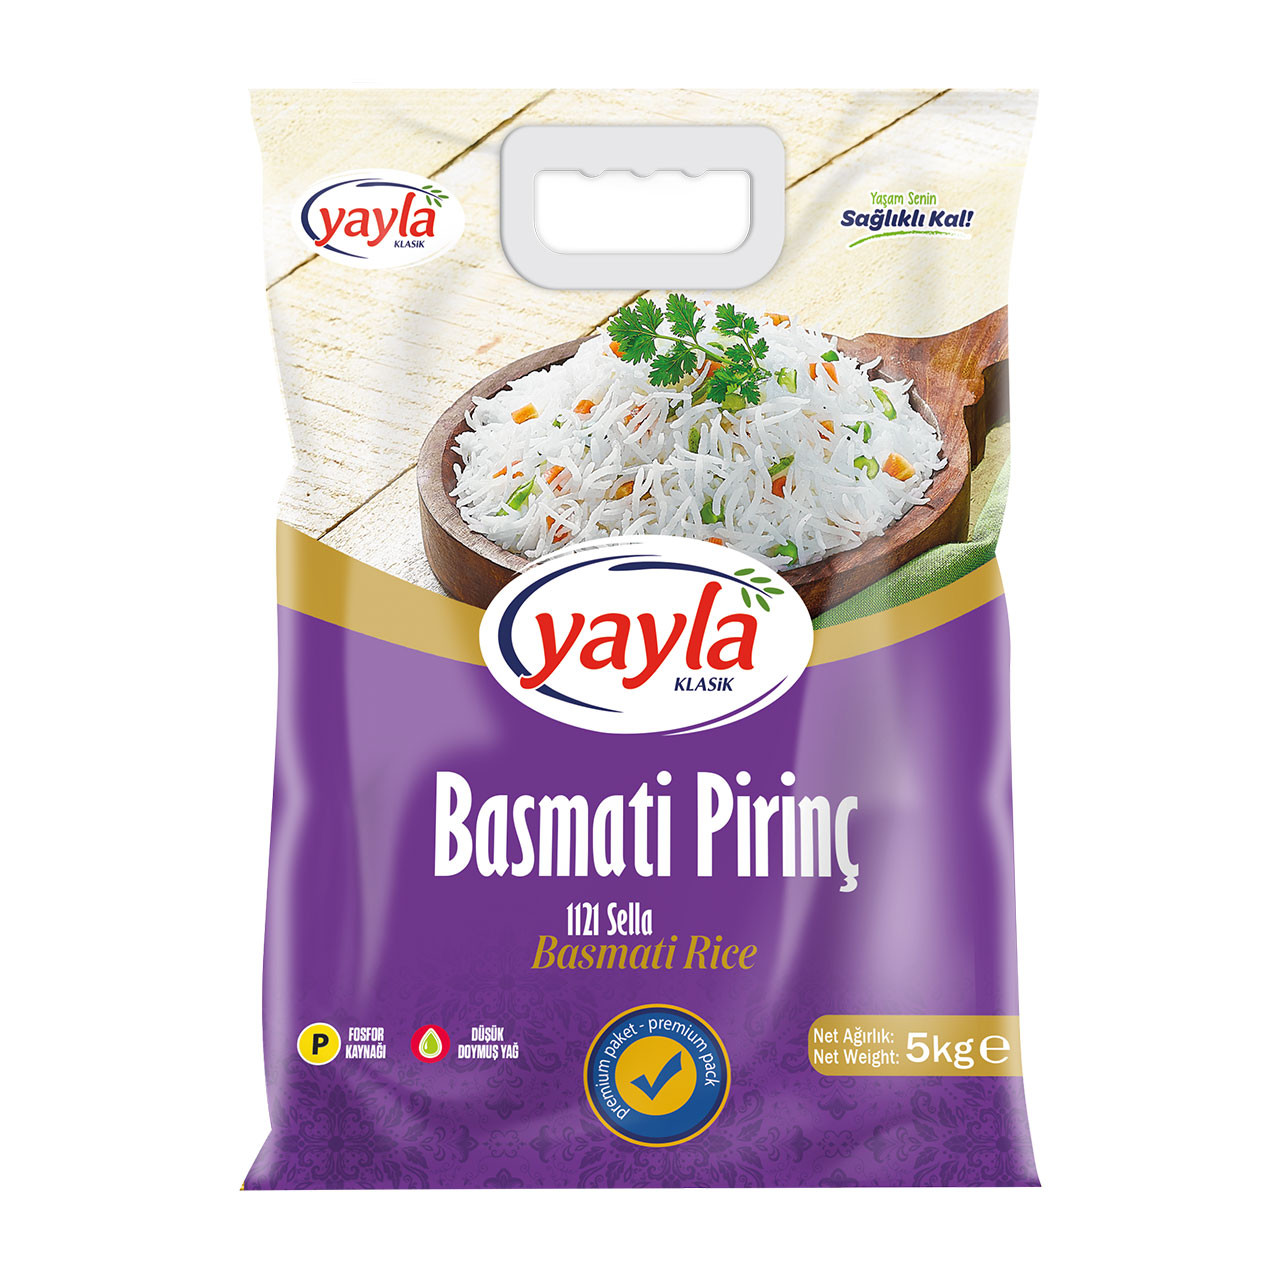 yayla
KLASİK
Yaşam Senin
Sağlıklı Kal!
yayla
KLASİK
Basmati Pirinç
1121 Sella
Basmati Rice
P
FOSFOR
KAYNAĞI
DÜŞÜK
DOYMUŞ YAĞ
premium paket - premium pack
Net Ağırlık:
Net Weight: 5kg ℮